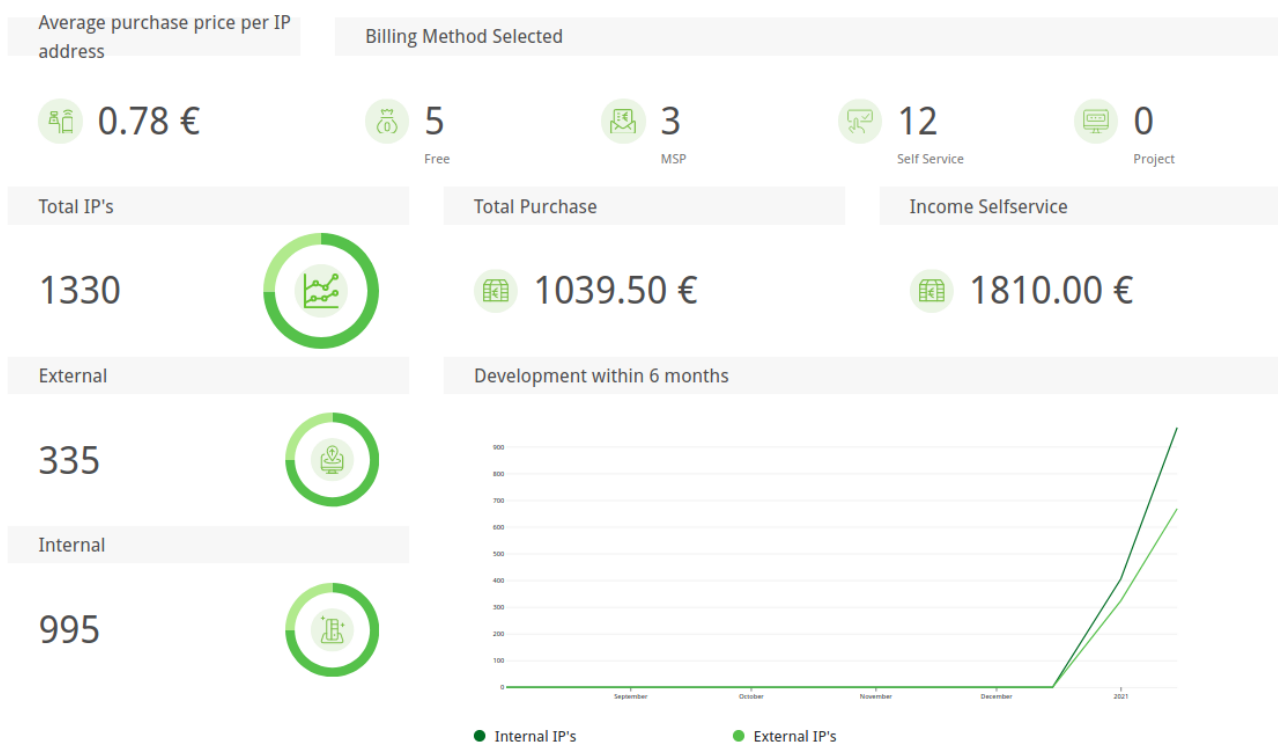 Average purchase price per IP
address
Billing Method Selected
0.78 €
5
Free
3
MSP
12
Self Service
0
Project
Total IP's
Total Purchase
Income Selfservice
1330
1039.50 €
1810.00 €
External
335
Internal
995
Development within 6 months
900
800
700
600
500
400
300
200
100
0
September
October
November
December
2021
Internal IP's
External IP's